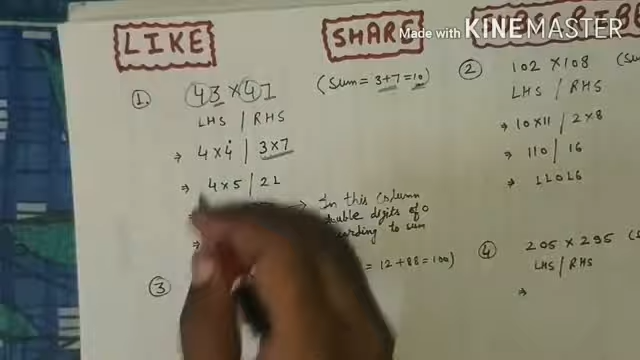 Made with KINEMASTER
LIKE
SHARE
1. 43 × 47
(Sum = 3+7 = 10)
LHS / RHS
⇒ 4 × 4 | 3 × 7
⇒ 4 × 5 | 21
→ In this column
double digits of 0
according to sum
2 102 × 108
LHS / RHS
⇒ 10 × 11 / 2 × 8
⇒ 110 / 16
⇒ 11016
3
= 12 + 88 = 100)
4 205 × 295
LHS / RHS
⇒